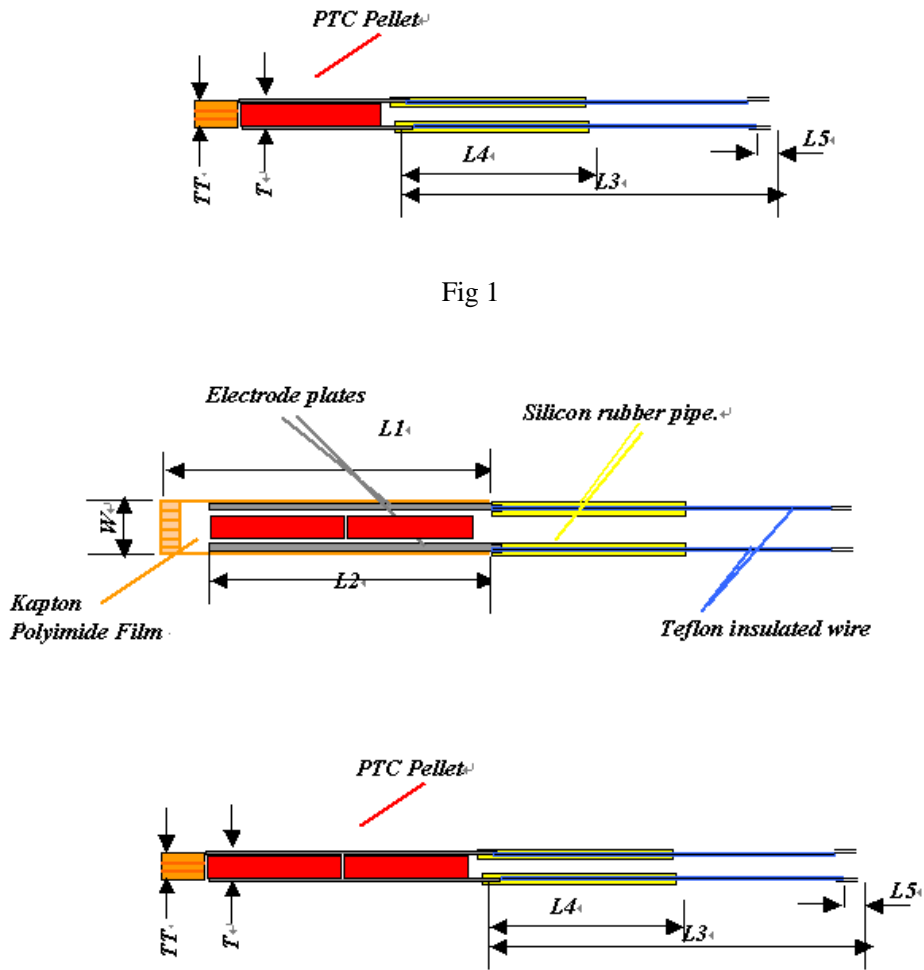 PTC Pellet
L5
L4
L3
TT
T
Fig 1
Electrode plates
Silicon rubber pipe.
L1
W
L2
Kapton
Polyimide Film
Teflon insulated wire
PTC Pellet
L5
L4
L3
TT
T